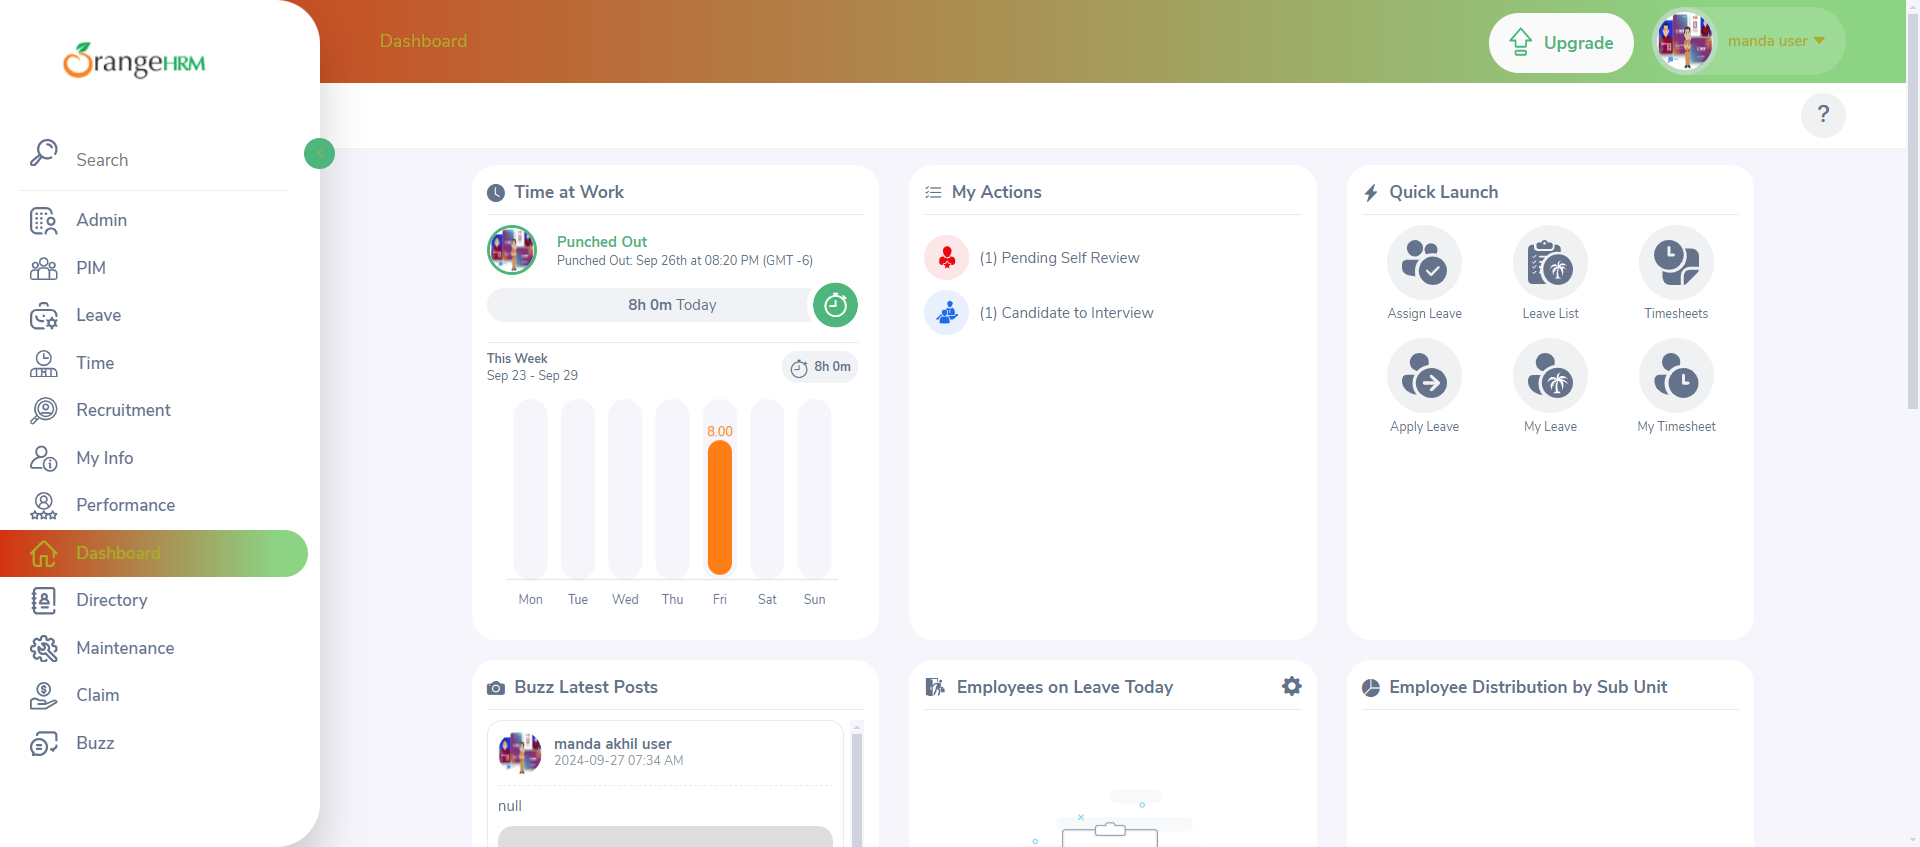 OrangeHRM
Search
Admin
PIM
Leave
Time
Recruitment
My Info
Performance
Dashboard
Directory
Maintenance
Claim
Buzz
Dashboard
Upgrade
manda user
?
Time at Work
Punched Out
Punched Out: Sep 26th at 08:20 PM (GMT -6)
8h 0m Today
This Week
Sep 23 - Sep 29
8h 0m
8.00
Mon Tue Wed Thu Fri Sat Sun
My Actions
(1) Pending Self Review
(1) Candidate to Interview
Quick Launch
Assign Leave
Leave List
Timesheets
Apply Leave
My Leave
My Timesheet
Buzz Latest Posts
manda akhil user
2024-09-27 07:34 AM
null
Employees on Leave Today
Employee Distribution by Sub Unit